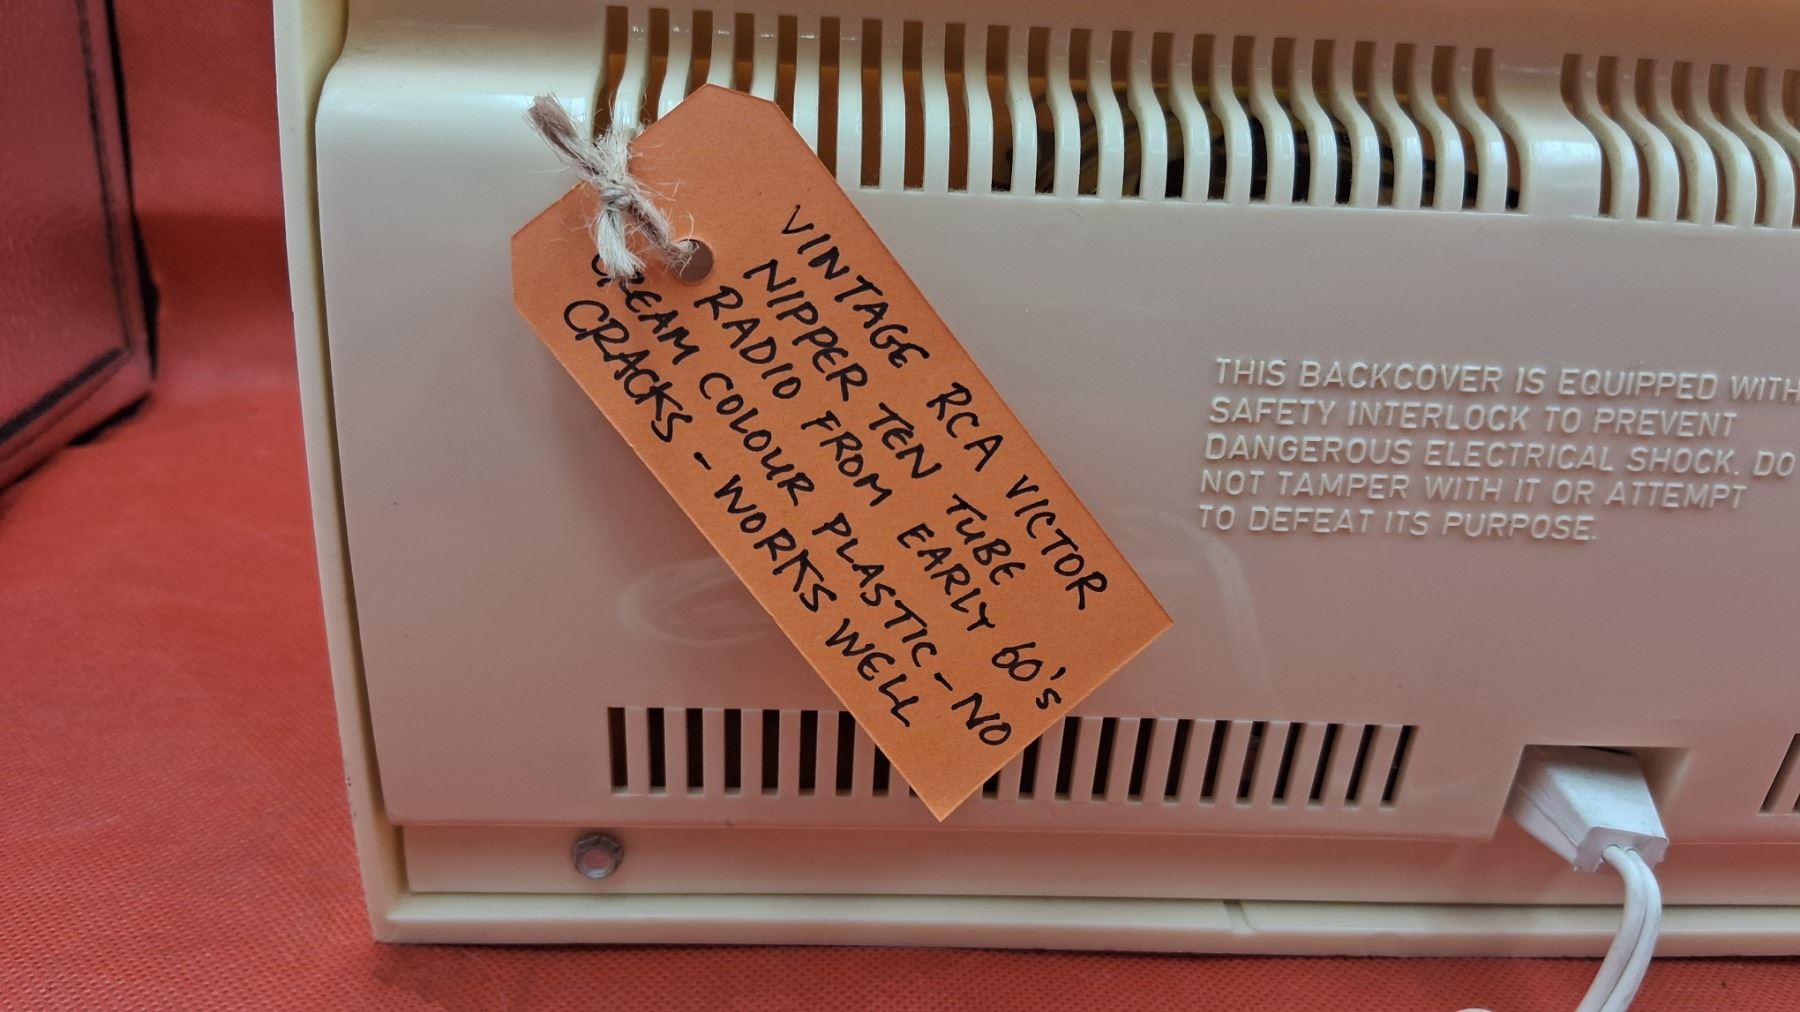 VINTAGE RCA VICTOR
NIPPER TEN TUBE
RADIO FROM EARLY 60's
CREAM COLOUR PLASTIC - NO
CRACKS - WORKS WELL
THIS BACKCOVER IS EQUIPPED WITH
SAFETY INTERLOCK TO PREVENT
DANGEROUS ELECTRICAL SHOCK. DO
NOT TAMPER WITH IT OR ATTEMPT
TO DEFEAT ITS PURPOSE.